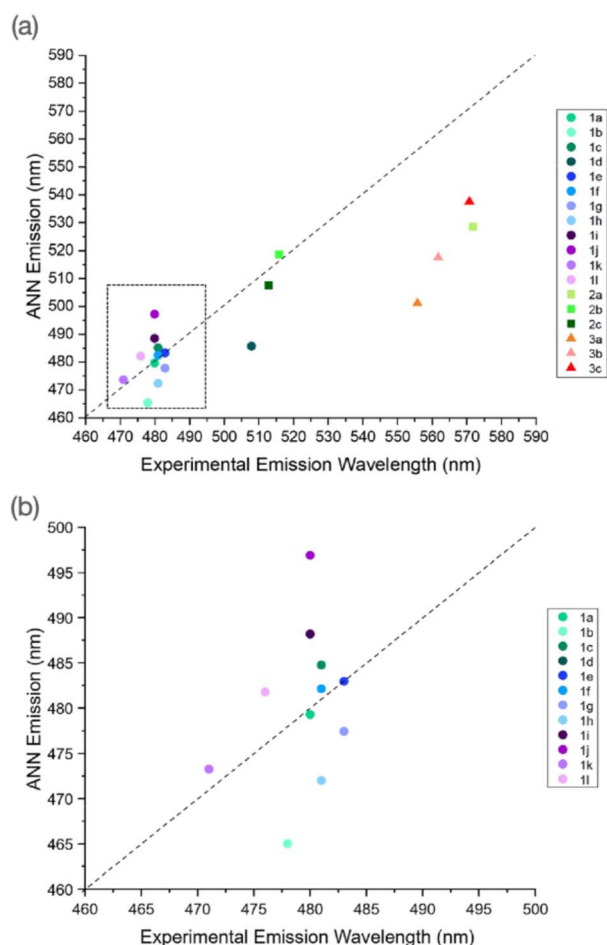 (a)
590
580
570
560
550
540
530
520
510
500
490
480
470
460
ANN Emission (nm)
460 470 480 490 500 510 520 530 540 550 560 570 580 590
Experimental Emission Wavelength (nm)
1a
1b
1c
1d
1e
1f
1g
1h
1i
1j
1k
1l
2a
2b
2c
3a
3b
3c
(b)
500
495
490
485
480
475
470
465
460
ANN Emission (nm)
460 465 470 475 480 485 490 495 500
Experimental Emission Wavelength (nm)
1a
1b
1c
1d
1e
1f
1g
1h
1i
1j
1k
1l